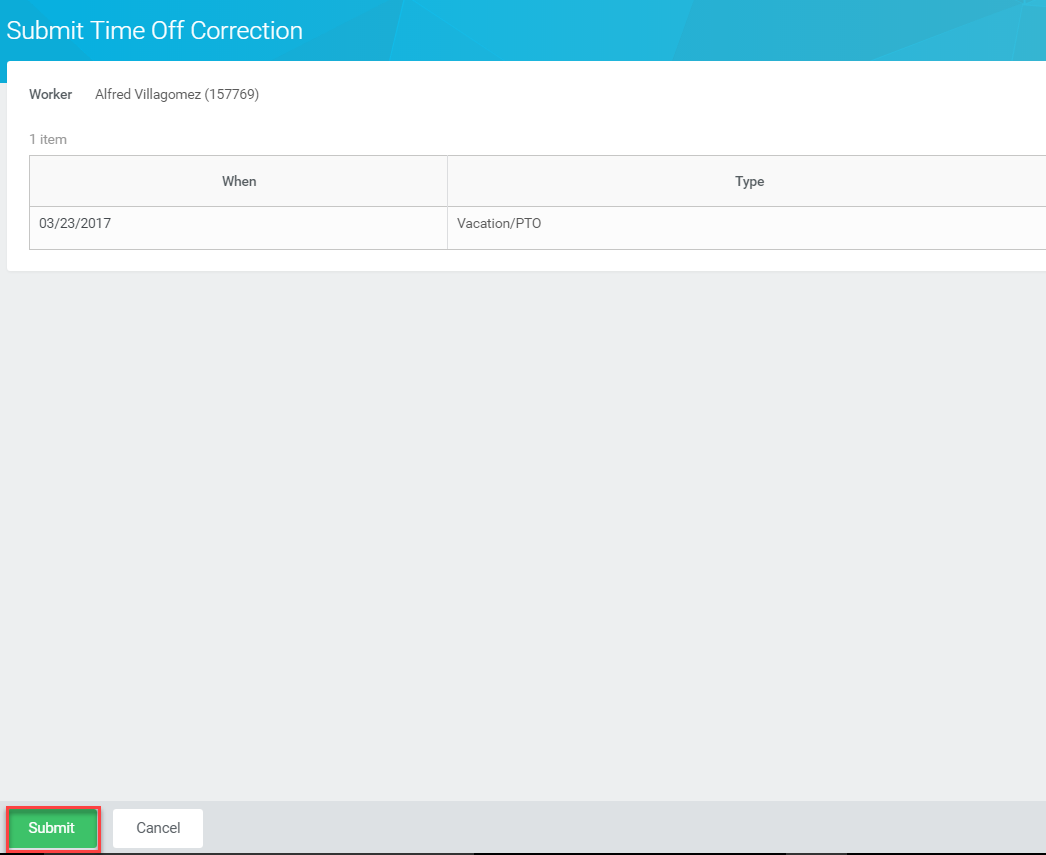 Submit Time Off Correction
Worker Alfred Villagomez (157769)
1 item
When Type
03/23/2017 Vacation/PTO
Submit Cancel